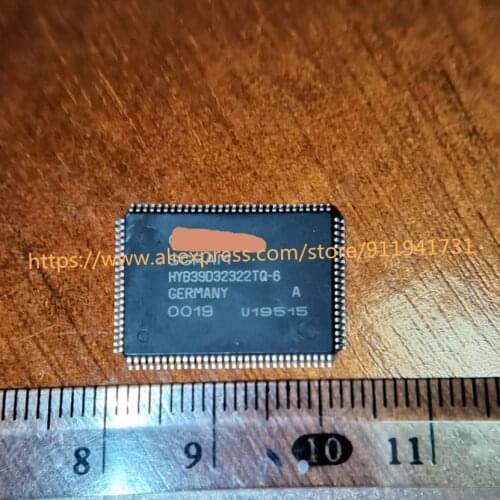 https://www.aliexpress.com/store/911941731
HYB39D32322TQ-6
GERMANY A
0019 U19515
8 9 10 11